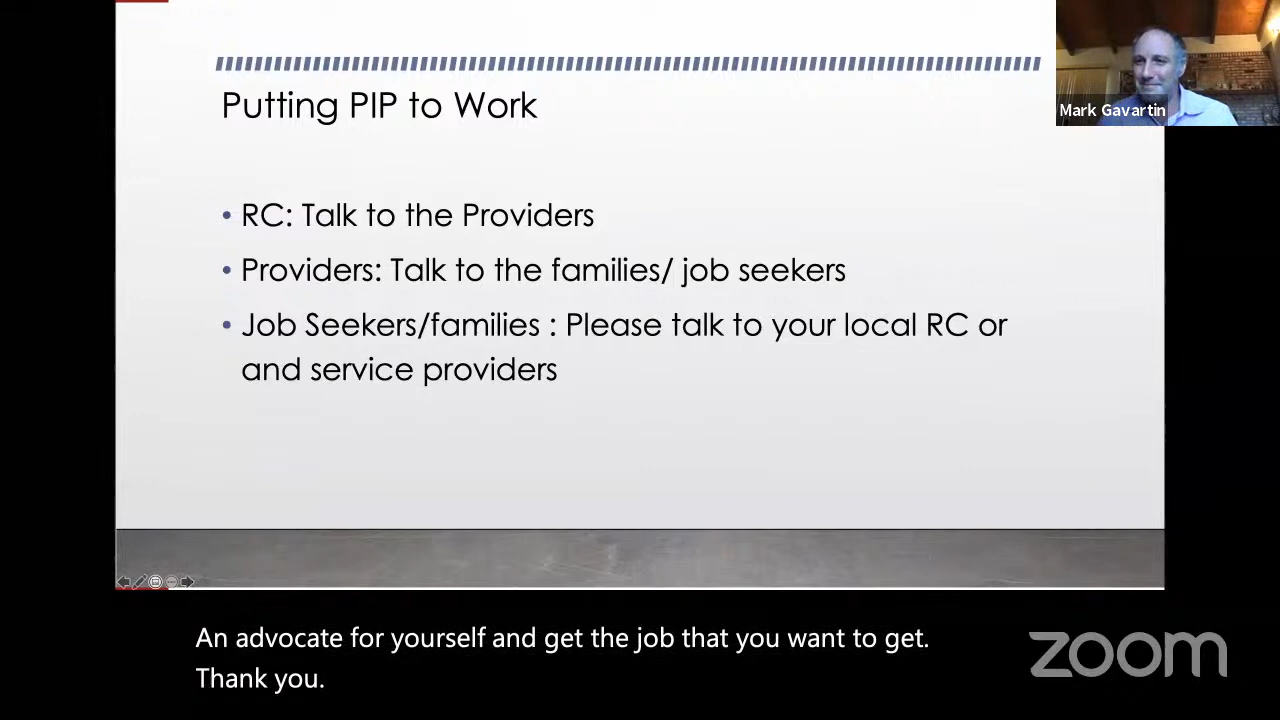 Putting PIP to Work
Mark Gavartin
• RC: Talk to the Providers
• Providers: Talk to the families/ job seekers
• Job Seekers/families : Please talk to your local RC or
and service providers
An advocate for yourself and get the job that you want to get.
Thank you.
zoom